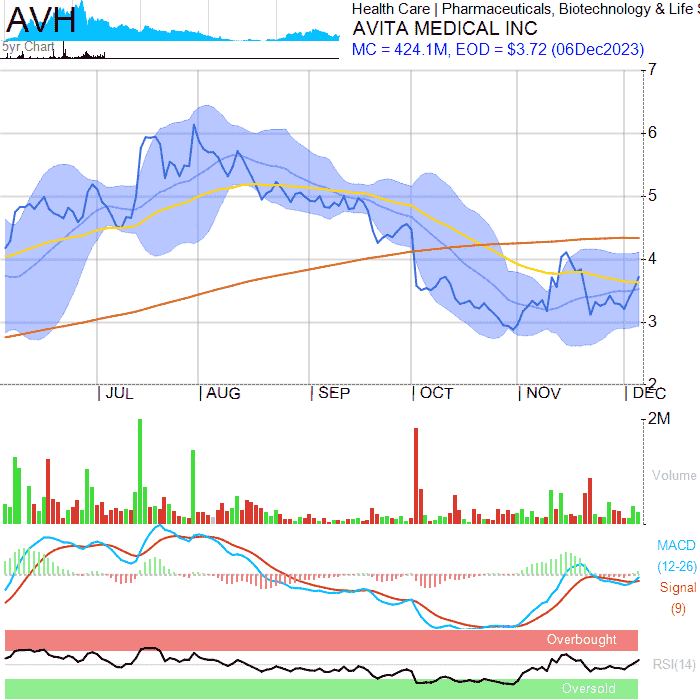 AVH
5yr Chart
Health Care | Pharmaceuticals, Biotechnology & Life S
AVITA MEDICAL INC
MC = 424.1M, EOD = $3.72 (06Dec2023)
7
6
5
4
3
2
JUL
AUG
SEP
OCT
NOV
DEC
2M
Volume
MACD
(12-26)
Signal
(9)
Overbought
RSI(14)
Oversold